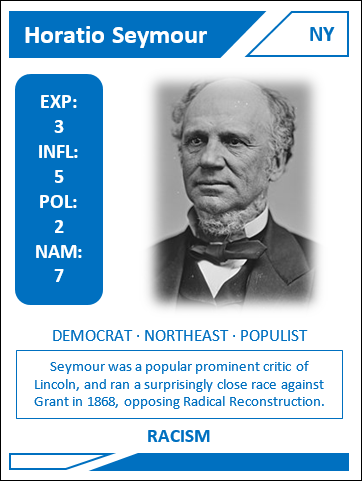 Horatio Seymour
NY
EXP:
3
INFL:
5
POL:
2
NAM:
7
DEMOCRAT · NORTHEAST · POPULIST
Seymour was a popular prominent critic of
Lincoln, and ran a surprisingly close race against
Grant in 1868, opposing Radical Reconstruction.
RACISM